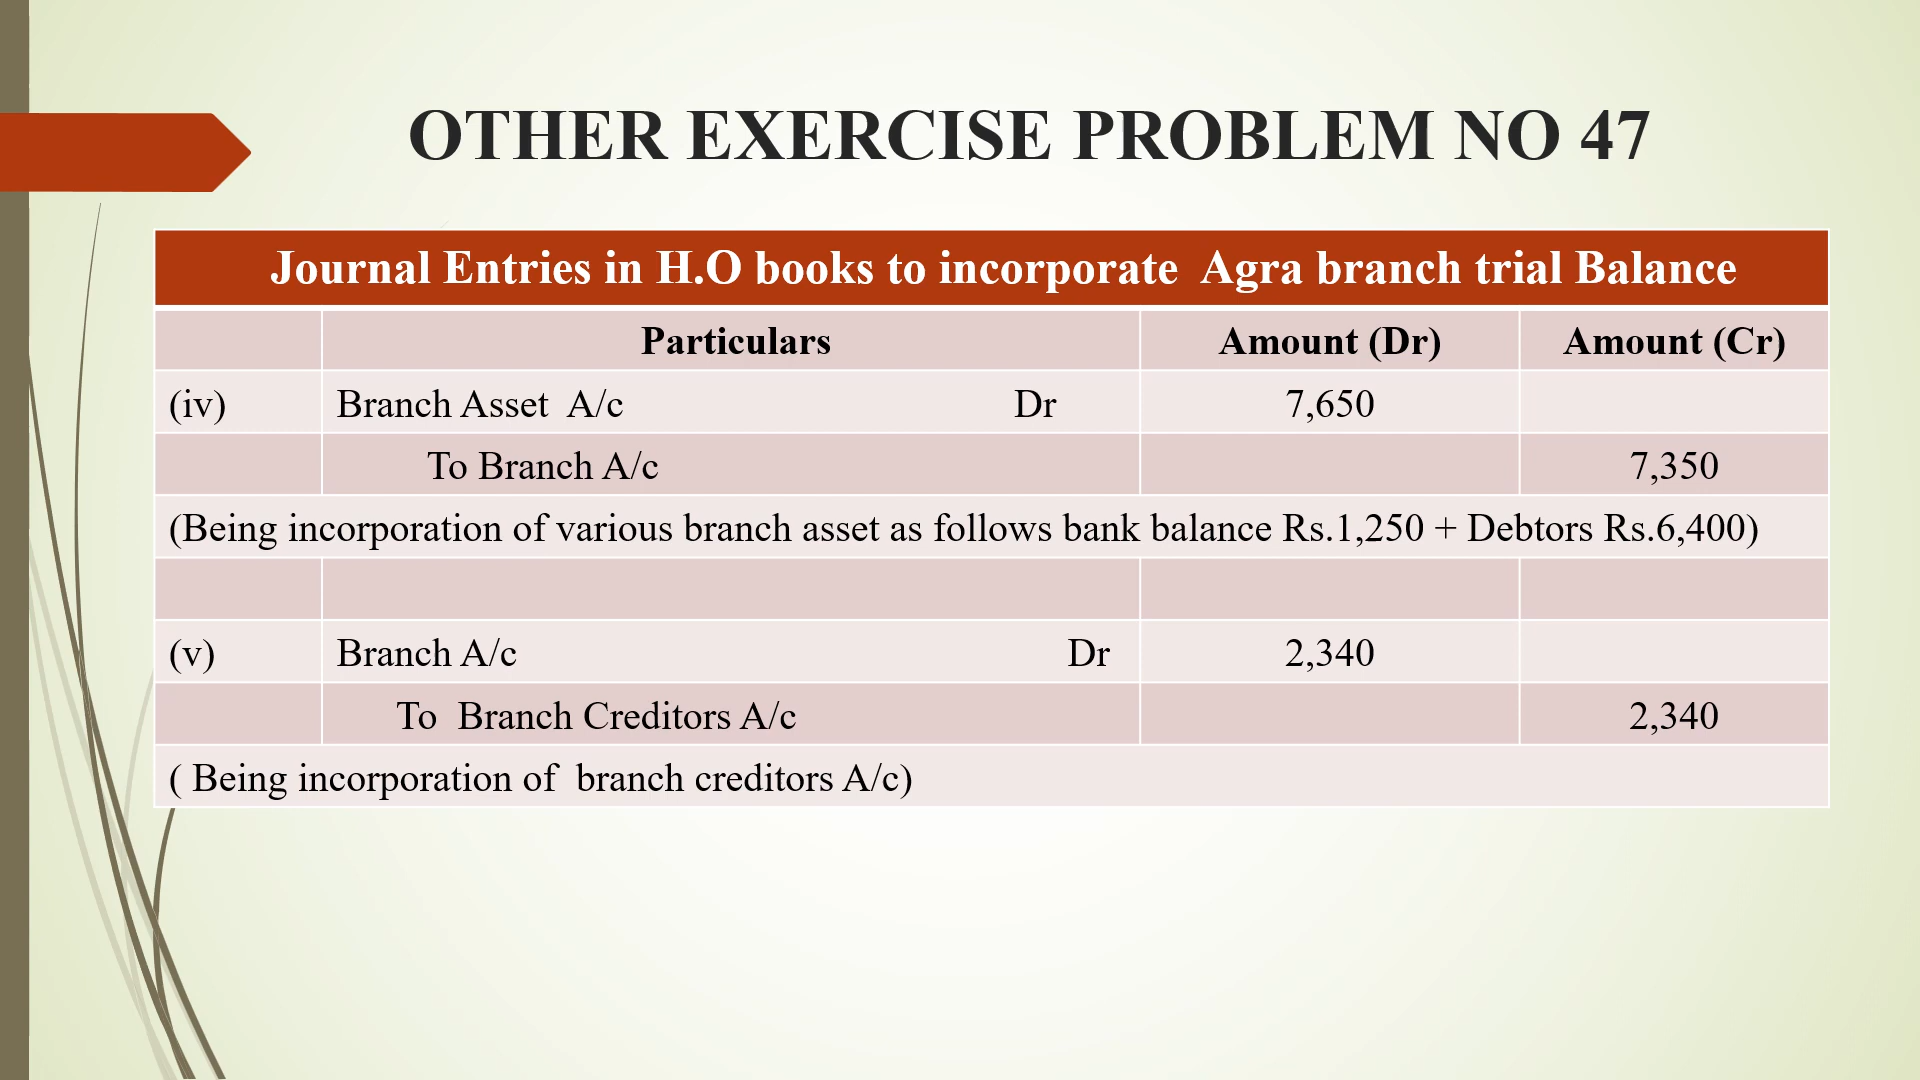 OTHER EXERCISE PROBLEM NO 47
Journal Entries in H.O books to incorporate Agra branch trial Balance
Particulars Amount (Dr) Amount (Cr)
(iv) Branch Asset A/c Dr 7,650
To Branch A/c 7,350
(Being incorporation of various branch asset as follows bank balance Rs.1,250 + Debtors Rs.6,400)
(v) Branch A/c Dr 2,340
To Branch Creditors A/c 2,340
( Being incorporation of branch creditors A/c)